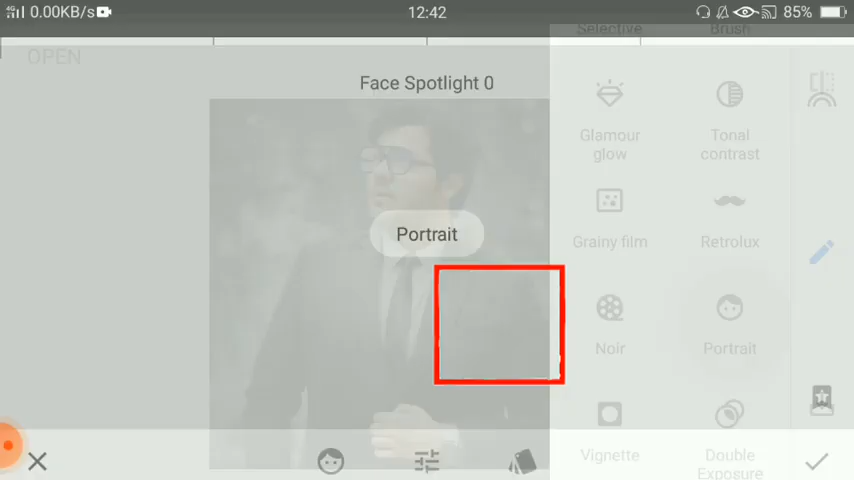 4G 0.00KB/s 12:42 85%
Selective Brush
OPEN
Face Spotlight 0
Glamour glow
Tonal contrast
Portrait
Grainy film Retrolux
Noir Portrait
Vignette
Double Exposure